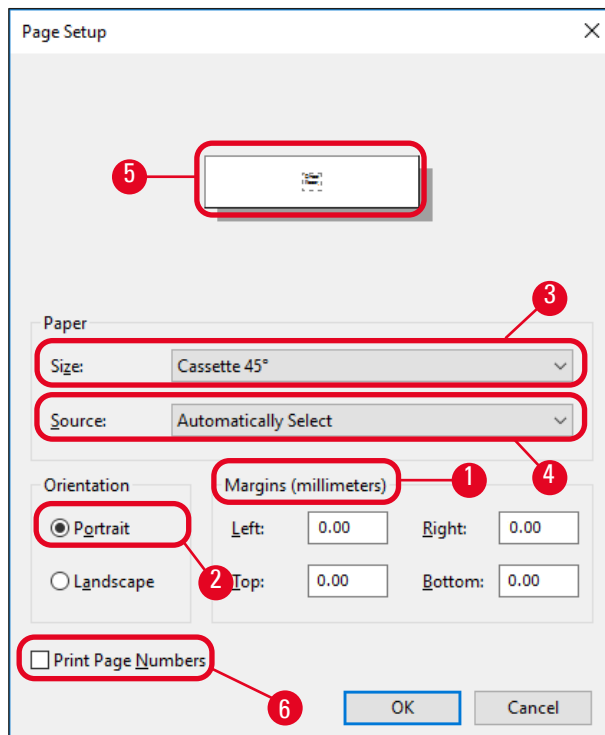 Page Setup
5
3
Paper
Size: Cassette 45°
Source: Automatically Select
4
1
Orientation
Margins (millimeters)
Portrait
Left: 0.00 Right: 0.00
2
Landscape
Top: 0.00 Bottom: 0.00
Print Page Numbers
6
OK Cancel